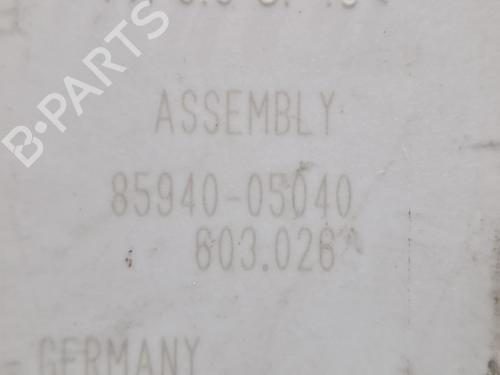 ASSEMBLY
85940-05040
603.026
- GERMANY
B-PARTS